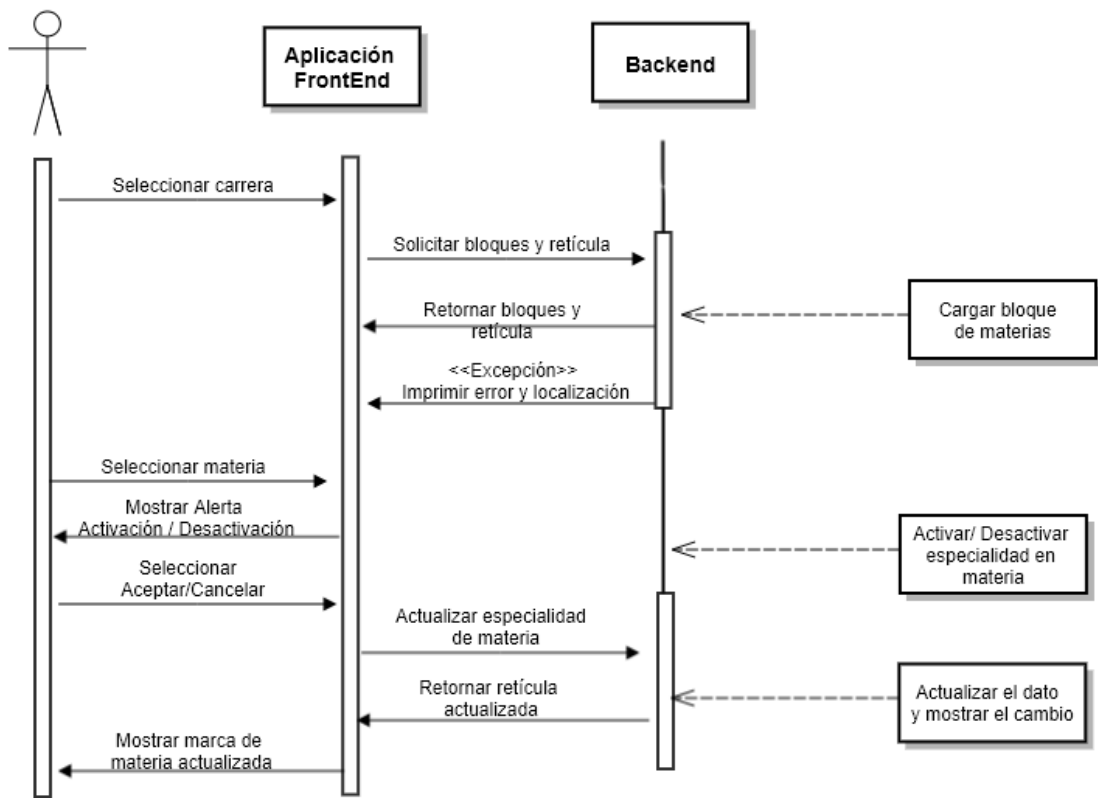 Aplicación
FrontEnd
Backend
Seleccionar carrera
Solicitar bloques y retícula
Retornar bloques y
retícula
Cargar bloque
de materias
<<Excepción>>
Imprimir error y localización
Seleccionar materia
Mostrar Alerta
Activación / Desactivación
Activar/ Desactivar
especialidad en
materia
Seleccionar
Aceptar/Cancelar
Actualizar especialidad
de materia
Retornar retícula
actualizada
Actualizar el dato
y mostrar el cambio
Mostrar marca de
materia actualizada